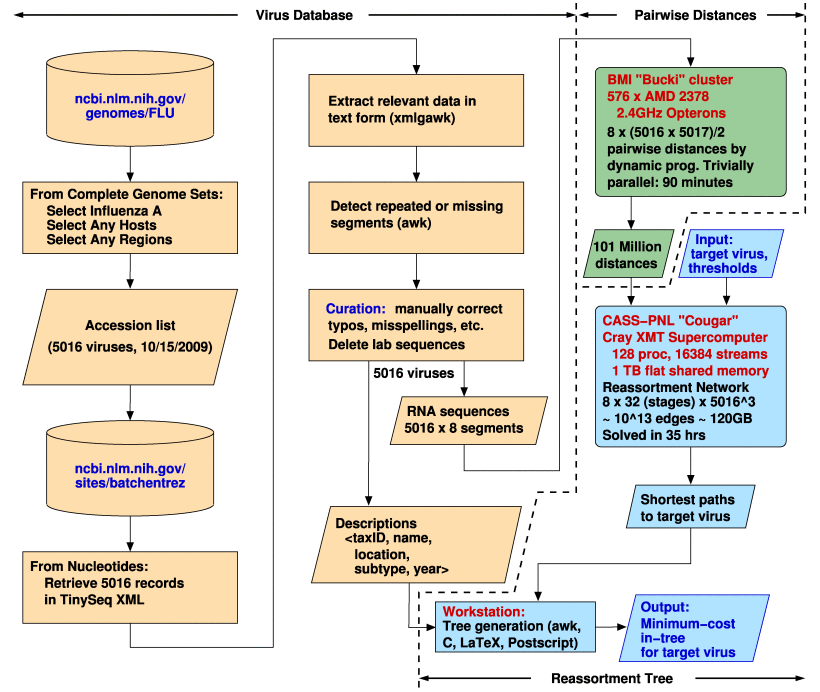 Virus Database
Pairwise Distances
ncbi.nlm.nih.gov/
genomes/FLU
From Complete Genome Sets:
Select Influenza A
Select Any Hosts
Select Any Regions
Accession list
(5016 viruses, 10/15/2009)
ncbi.nlm.nih.gov/
sites/batchentrez
From Nucleotides:
Retrieve 5016 records
in TinySeq XML
Extract relevant data in
text form (xmlgawk)
Detect repeated or missing
segments (awk)
Curation: manually correct
typos, misspellings, etc.
Delete lab sequences
5016 viruses
RNA sequences
5016 x 8 segments
Descriptions
<taxID, name,
location,
subtype, year>
BMI "Bucki" cluster
576 x AMD 2378
2.4GHz Opterons
8 x (5016 x 5017)/2
pairwise distances by
dynamic prog. Trivially
parallel: 90 minutes
101 Million
distances
Input:
target virus,
thresholds
CASS−PNL "Cougar"
Cray XMT Supercomputer
128 proc, 16384 streams
1 TB flat shared memory
Reassortment Network
8 x 32 (stages) x 5016^3
~ 10^13 edges ~ 120GB
Solved in 35 hrs
Shortest paths
to target virus
Workstation:
Tree generation (awk,
C, LaTeX, Postscript)
Output:
Minimum−cost
in−tree
for target virus
Reassortment Tree